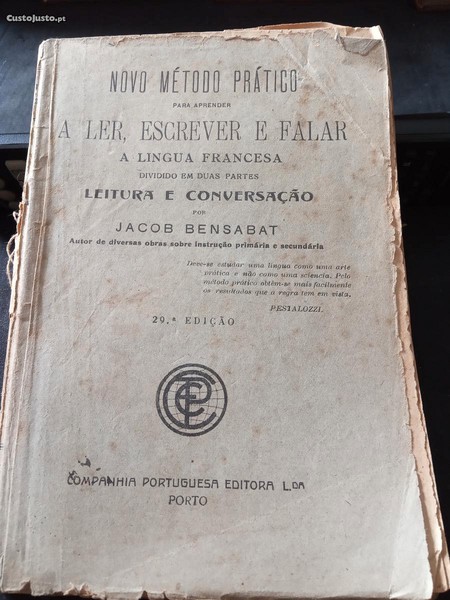 CustoJusto.pt
NOVO MÉTODO PRÁTICO
PARA APRENDER
A LER, ESCREVER E FALAR
A LINGUA FRANCESA
DIVIDIDO EM DUAS PARTES
LEITURA E CONVERSAÇÃO
POR
JACOB BENSABAT
Autor de diversas obras sobre instrução primária e secundária
Deve-se estudar uma lingua como uma arte
prática e não como uma sciencia. Pelo
método prático obtêm-se mais facilmente
os resultados que a regra tem em vista.
PESTALOZZI.
29.ª EDIÇÃO
COMPANHIA PORTUGUESA EDITORA L.DA
PORTO